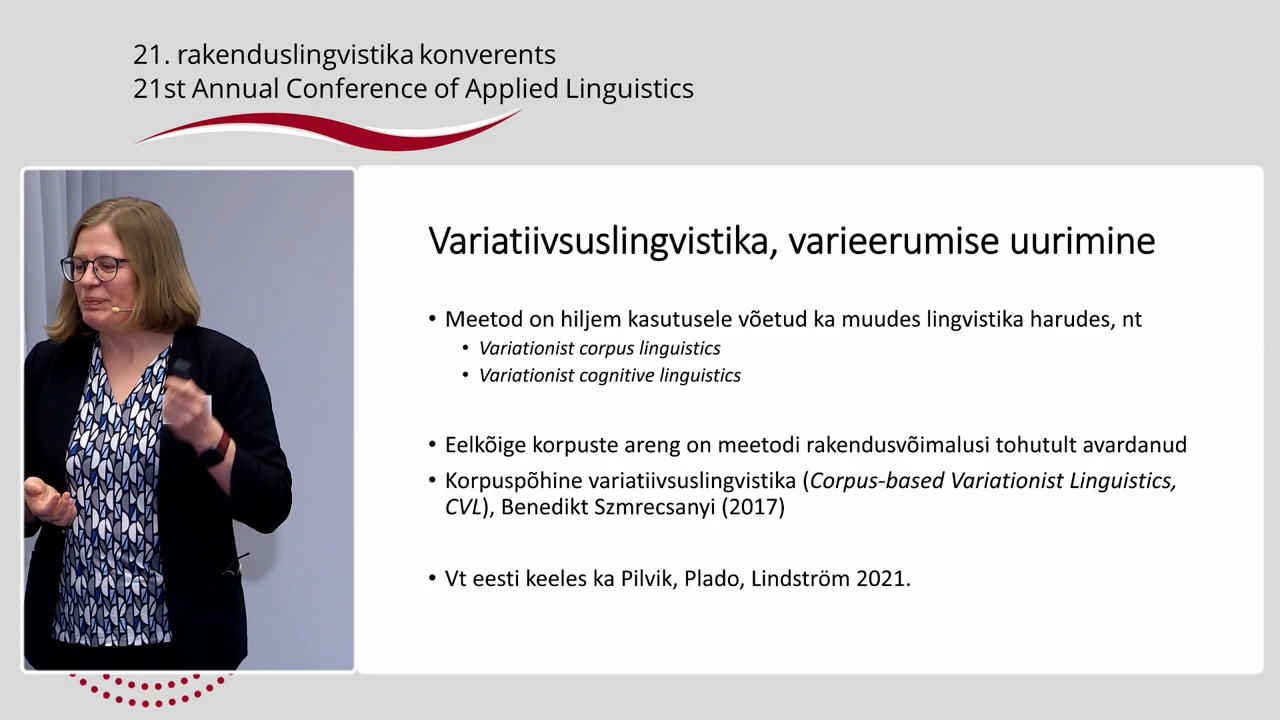 21. rakenduslingvistika konverents
21st Annual Conference of Applied Linguistics
Variatiivsuslingvistika, varieerumise uurimine
• Meetod on hiljem kasutusele võetud ka muudes lingvistika harudes, nt
• Variationist corpus linguistics
• Variationist cognitive linguistics
• Eelkõige korpuste areng on meetodi rakendusvõimalusi tohutult avardanud
• Korpuspõhine variatiivsuslingvistika (Corpus-based Variationist Linguistics,
CVL), Benedikt Szmrecsanyi (2017)
• Vt eesti keeles ka Pilvik, Plado, Lindström 2021.